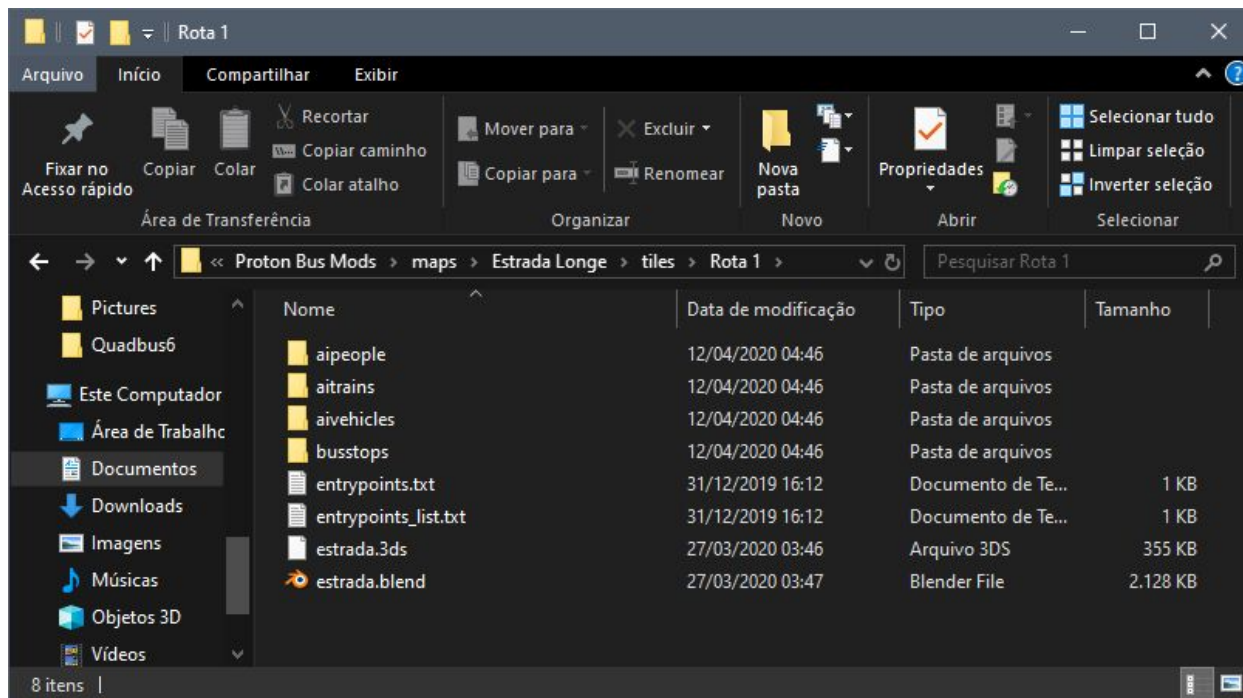 Rota 1
Arquivo Início Compartilhar Exibir
Fixar no
Acesso rápido
Copiar
Colar
Recortar
Copiar caminho
Colar atalho
Área de Transferência
Mover para
Copiar para
Excluir
Renomear
Organizar
Nova
pasta
Novo
Propriedades
Abrir
Selecionar tudo
Limpar seleção
Inverter seleção
Selecionar
« Proton Bus Mods > maps > Estrada Longe > tiles > Rota 1 >
Pesquisar Rota 1
Pictures
Quadbus6
Este Computador
Área de Trabalho
Documentos
Downloads
Imagens
Músicas
Objetos 3D
Vídeos
Nome Data de modificação Tipo Tamanho
aipeople 12/04/2020 04:46 Pasta de arquivos
aitrains 12/04/2020 04:46 Pasta de arquivos
aivehicles 12/04/2020 04:46 Pasta de arquivos
busstops 12/04/2020 04:46 Pasta de arquivos
entrypoints.txt 31/12/2019 16:12 Documento de Te... 1 KB
entrypoints_list.txt 31/12/2019 16:12 Documento de Te... 1 KB
estrada.3ds 27/03/2020 03:46 Arquivo 3DS 355 KB
estrada.blend 27/03/2020 03:47 Blender File 2.128 KB
8 itens